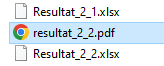 Resultat_2_1.xlsx
resultat_2_2.pdf
Resultat_2_2.xlsx